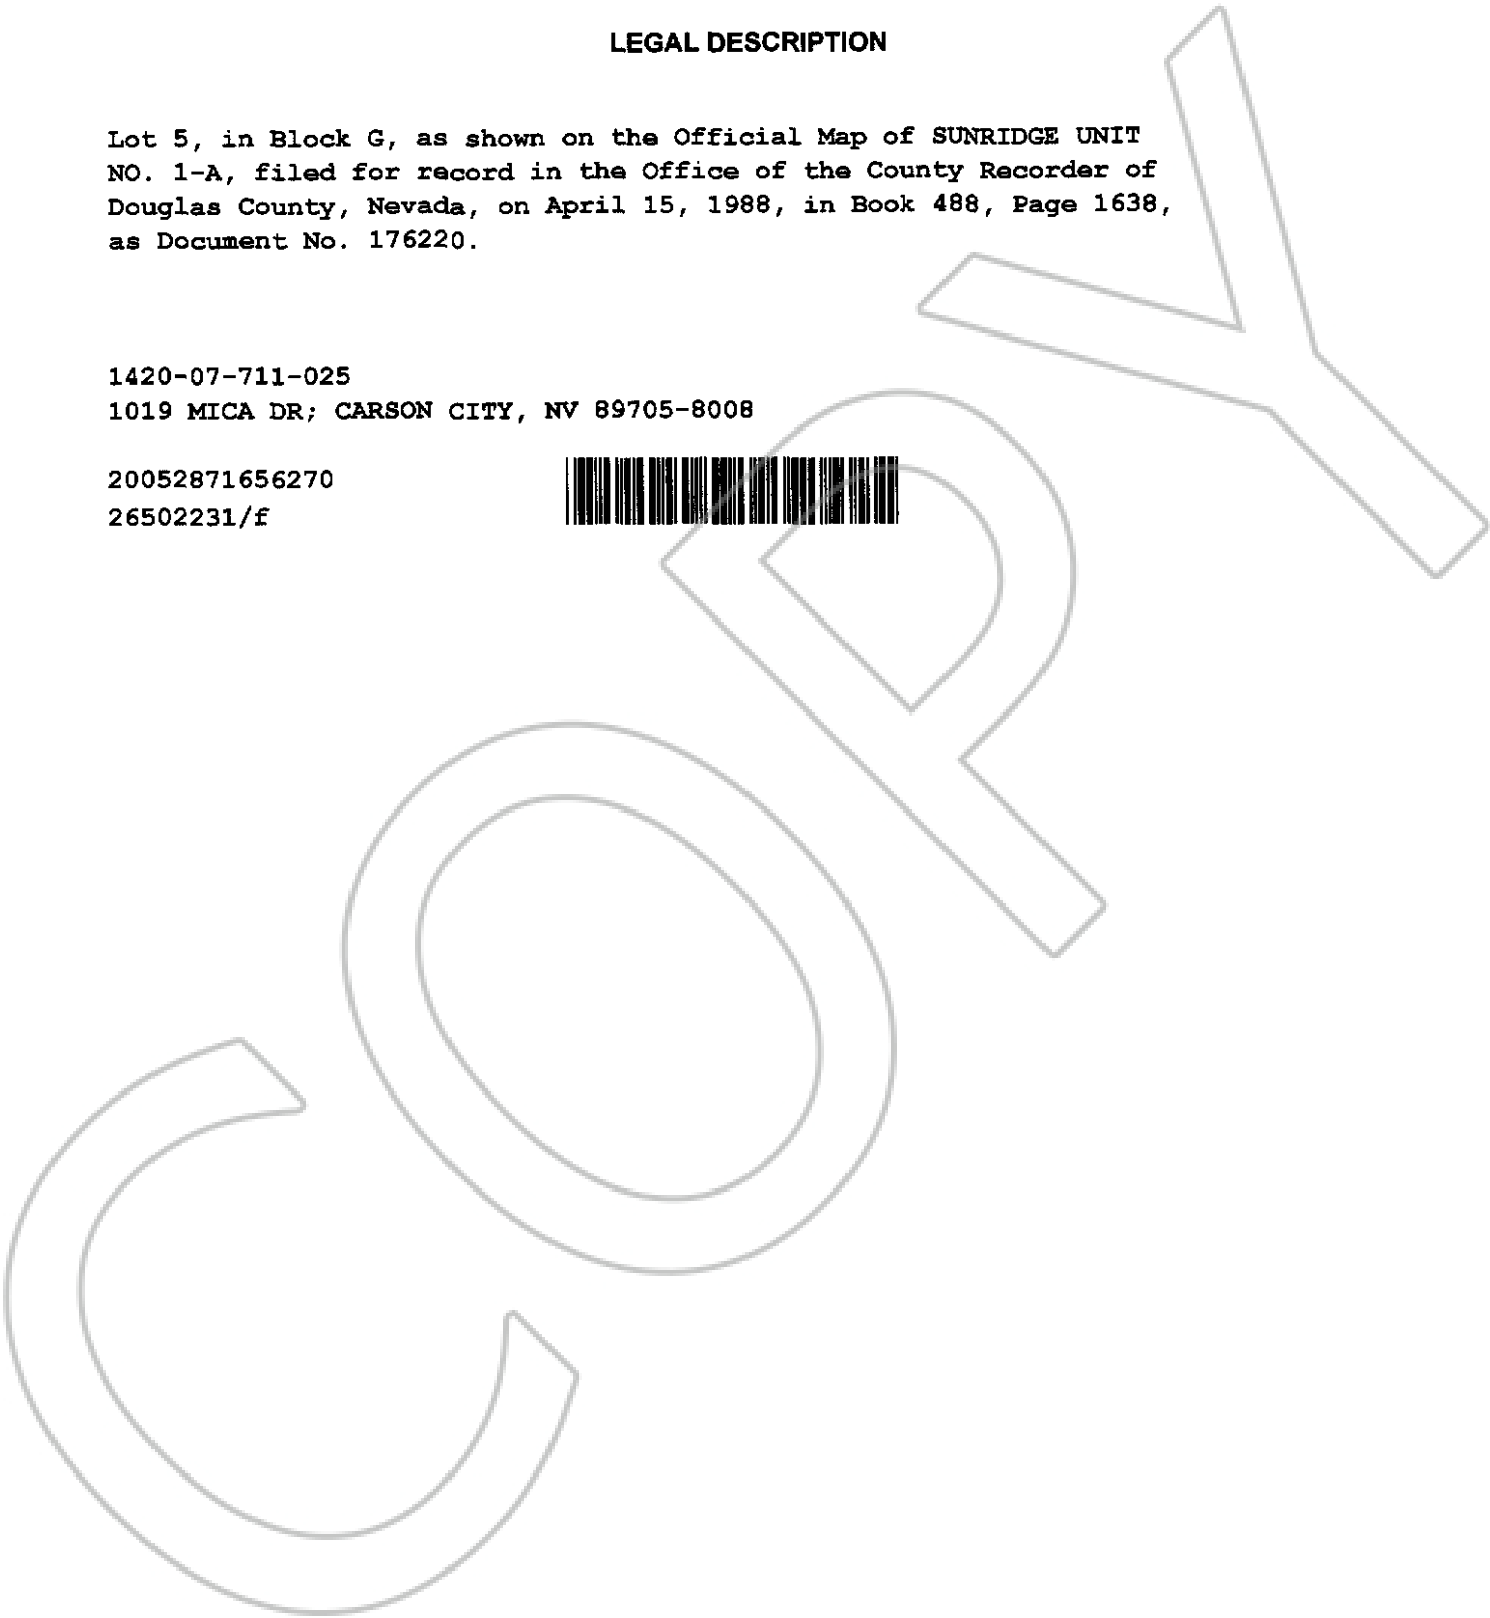 LEGAL DESCRIPTION
Lot 5, in Block G, as shown on the Official Map of SUNRIDGE UNIT
NO. 1-A, filed for record in the Office of the County Recorder of
Douglas County, Nevada, on April 15, 1988, in Book 488, Page 1638,
as Document No. 176220.
1420-07-711-025
1019 MICA DR; CARSON CITY, NV 89705-8008
20052871656270
26502231/f
COPY